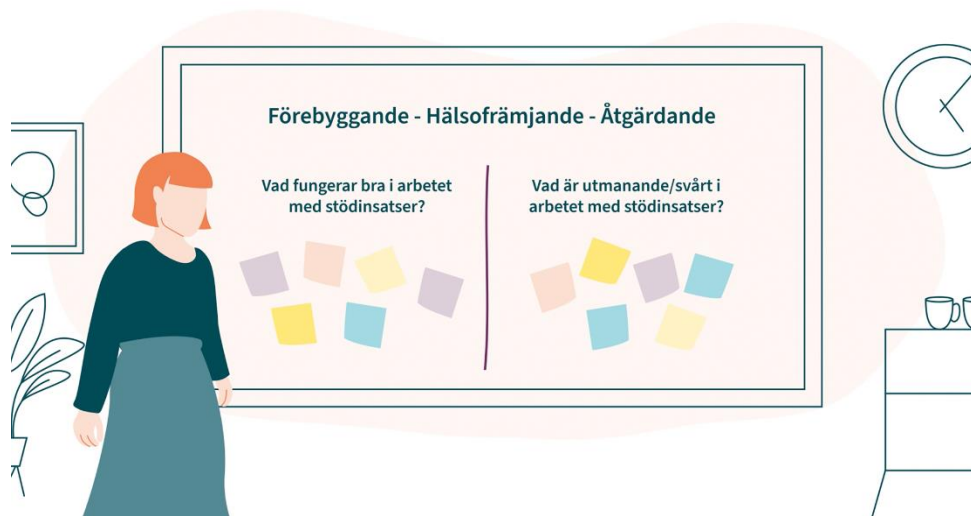 Förebyggande - Hälsofrämjande - Åtgärdande
Vad fungerar bra i arbetet
med stödinsatser?
Vad är utmanande/svårt i
arbetet med stödinsatser?